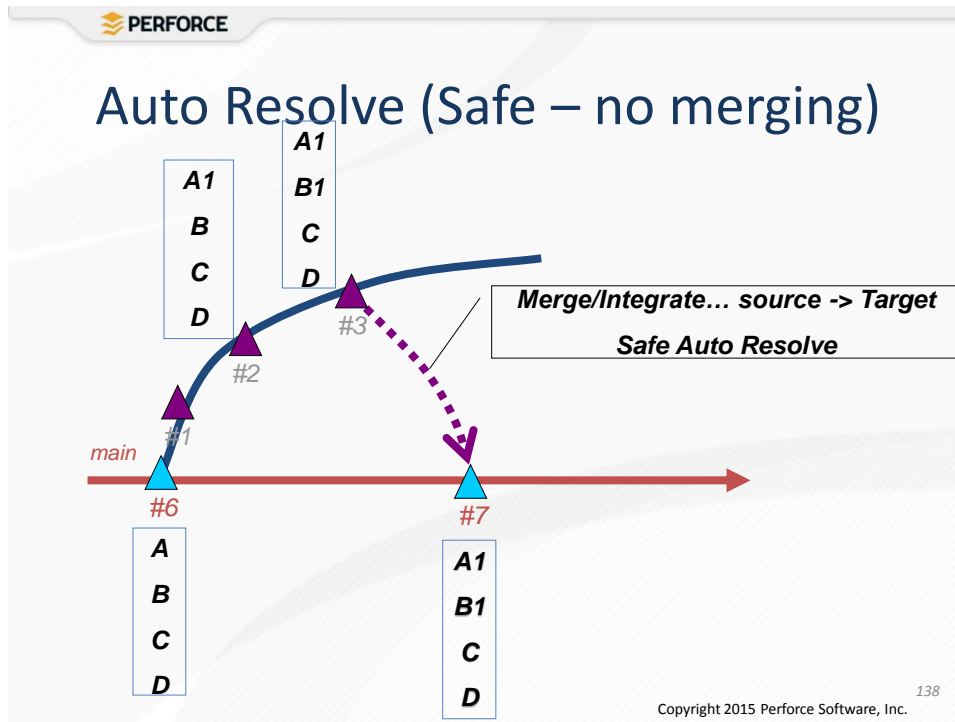 PERFORCE
Auto Resolve (Safe – no merging)
A1
B1
C
D
A1
B
C
D
Merge/Integrate… source -> Target
Safe Auto Resolve
#3
#2
#1
main
#6
#7
A
B
C
D
A1
B1
C
D
138
Copyright 2015 Perforce Software, Inc.